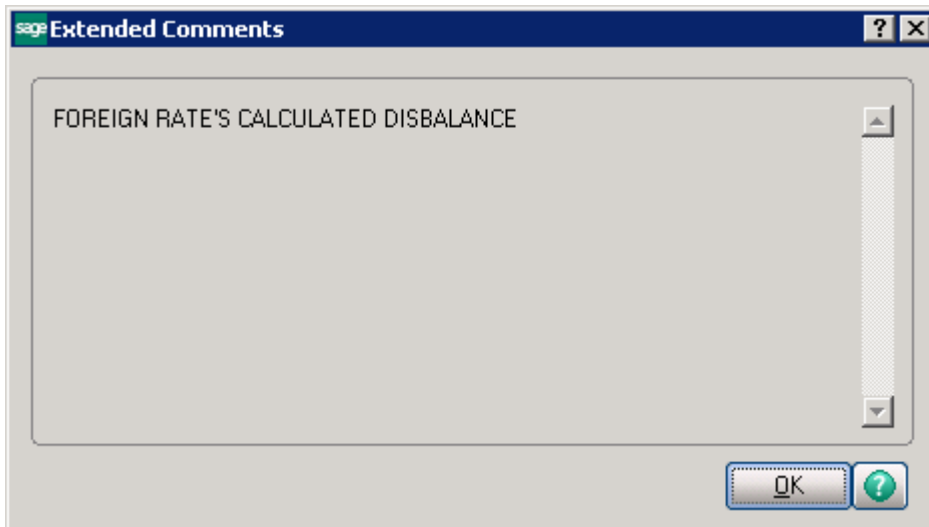 sage Extended Comments
FOREIGN RATE'S CALCULATED DISBALANCE
OK